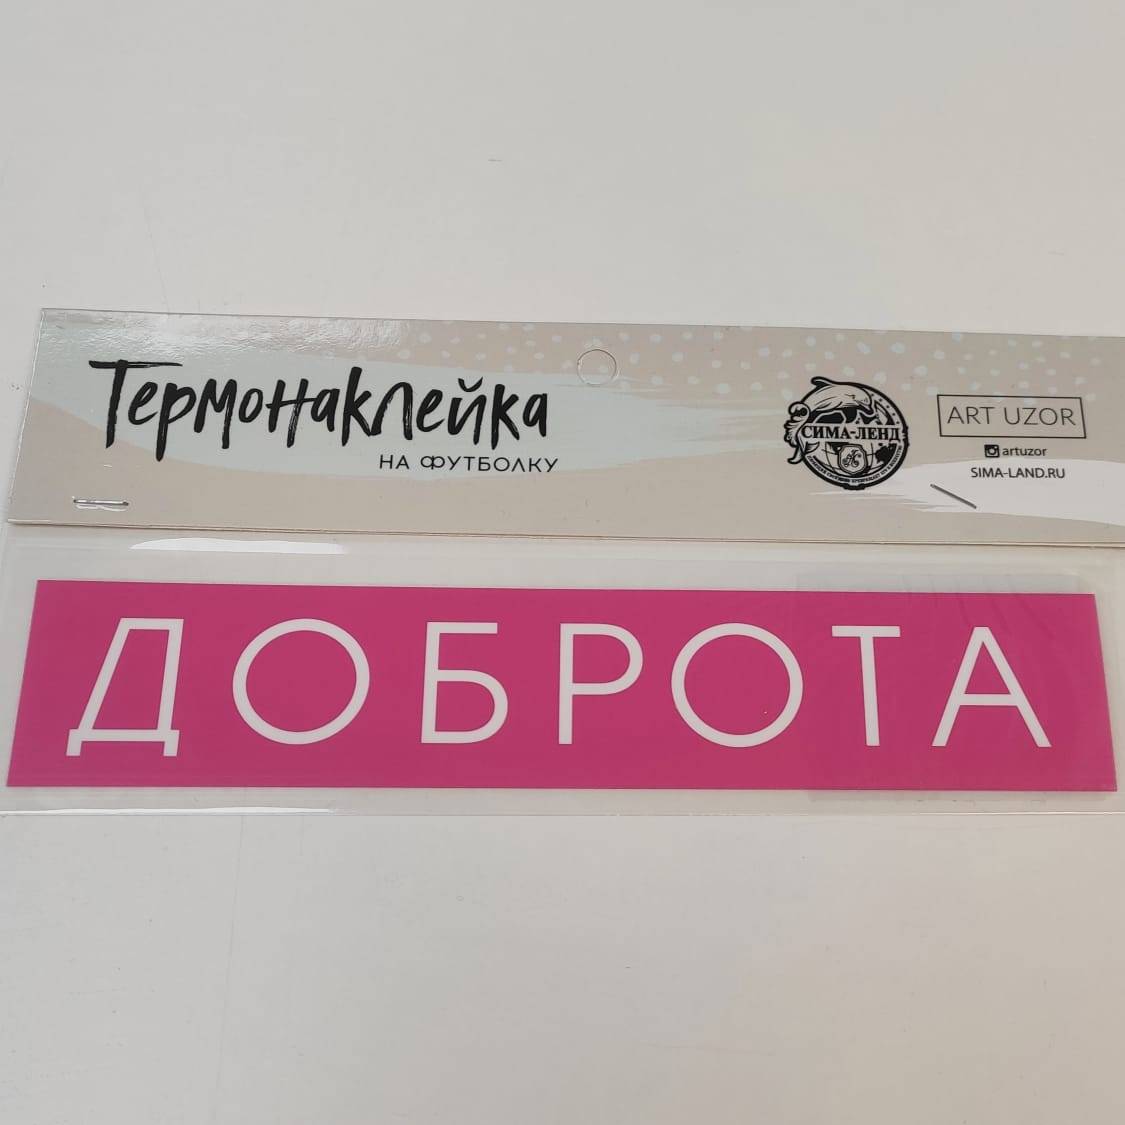 Термонаклейка
НА ФУТБОЛКУ
СИМА-ЛЕНД
ART UZOR
artuzor
SIMA-LAND.RU
ДОБРОТА